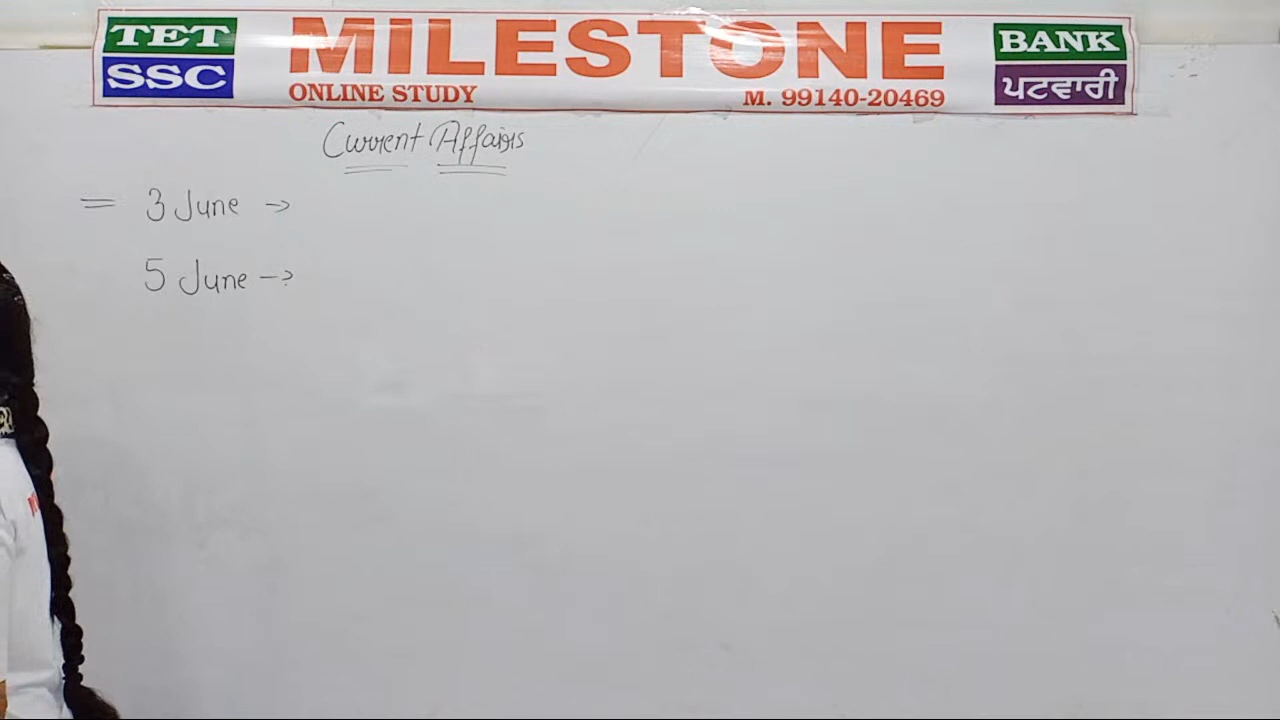 TET
SSC
MILESTONE
ONLINE STUDY
M. 99140-20469
BANK
ਪਟਵਾਰੀ
Current Affairs
= 3 June →
5 June →